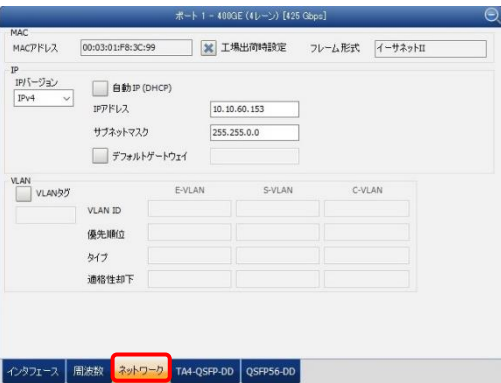 ポート 1 - 400GE (4レーン) [425 Gbps]
MAC
MACアドレス 00:03:01:F8:3C:99 工場出荷時設定 フレーム形式 イーサネットII
IP
IPバージョン
IPv4
自動 IP (DHCP)
IPアドレス 10.10.60.153
サブネットマスク 255.255.0.0
デフォルトゲートウェイ
VLAN
VLANタグ E-VLAN S-VLAN C-VLAN
VLAN ID
優先順位
タイプ
適格性却下
インタフェース 周波数 ネットワーク TA4-QSFP-DD QSFP56-DD